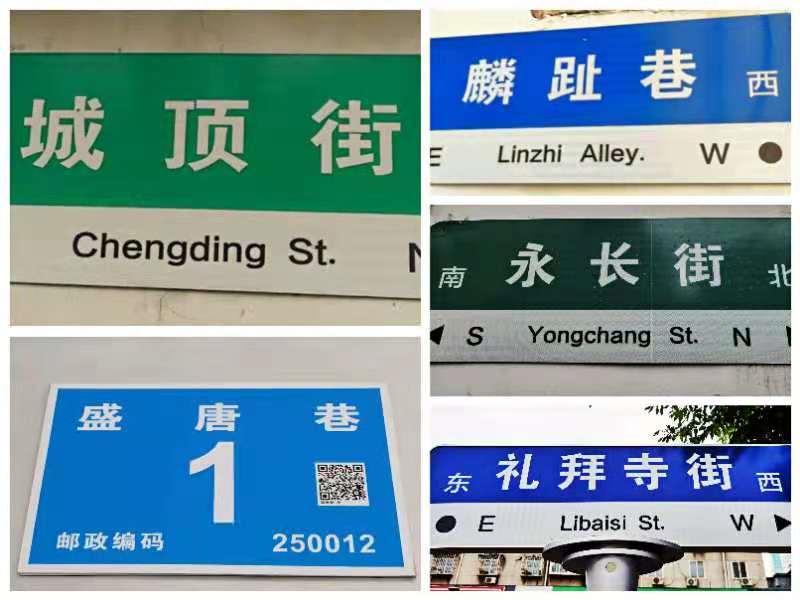 城顶街
Chengding St.
N
麟趾巷 西
E Linzhi Alley. W
南 永长街 北
S Yongchang St. N
盛唐巷
1
邮政编码 250012
东 礼拜寺街 西
E Libaisi St. W